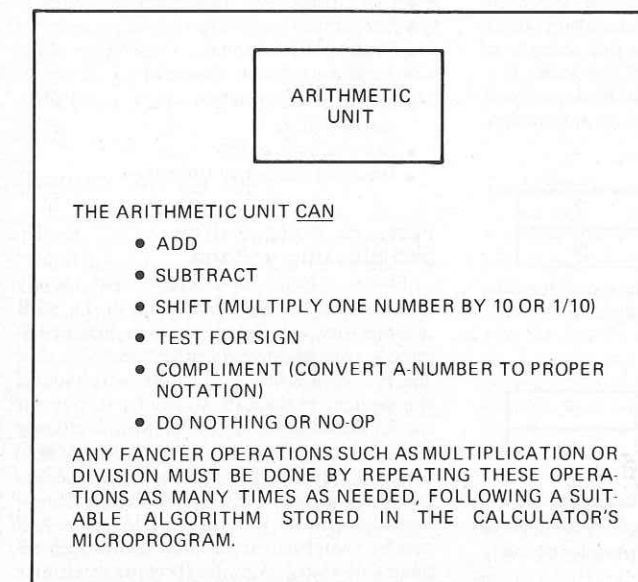 ARITHMETIC
UNIT
THE ARITHMETIC UNIT CAN
• ADD
• SUBTRACT
• SHIFT (MULTIPLY ONE NUMBER BY 10 OR 1/10)
• TEST FOR SIGN
• COMPLIMENT (CONVERT A-NUMBER TO PROPER
NOTATION)
• DO NOTHING OR NO-OP
ANY FANCIER OPERATIONS SUCH AS MULTIPLICATION OR
DIVISION MUST BE DONE BY REPEATING THESE OPERA-
TIONS AS MANY TIMES AS NEEDED, FOLLOWING A SUIT-
ABLE ALGORITHM STORED IN THE CALCULATOR'S
MICROPROGRAM.